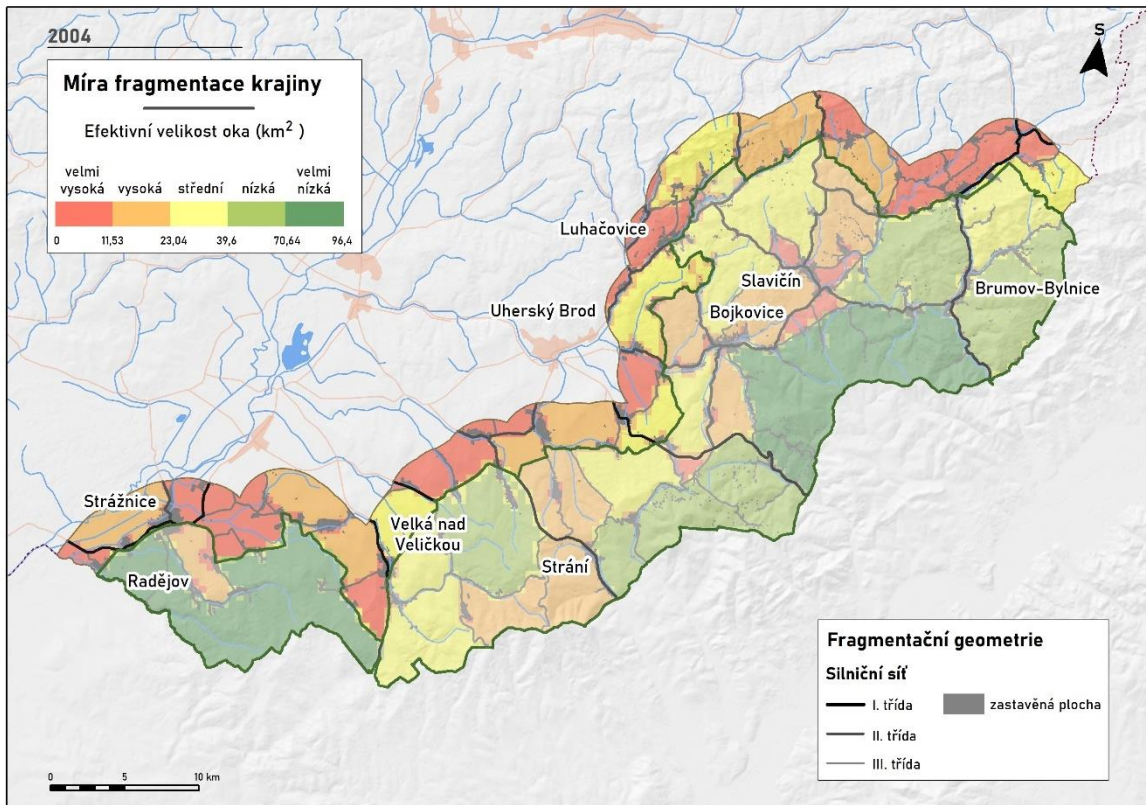 2004
Míra fragmentace krajiny
Efektivní velikost oka (km²)
velmi vysoká
vysoká
střední
nízká
velmi nízká
0
11,53
23,04
39,6
70,64
96,4
S
Luhačovice
Slavičín
Brumov-Bylnice
Uherský Brod
Bojkovice
Strážnice
Velká nad
Veličkou
Strání
Radějov
Fragmentační geometrie
Silniční síť
I. třída
zastavěná plocha
II. třída
III. třída
0 5 10 km